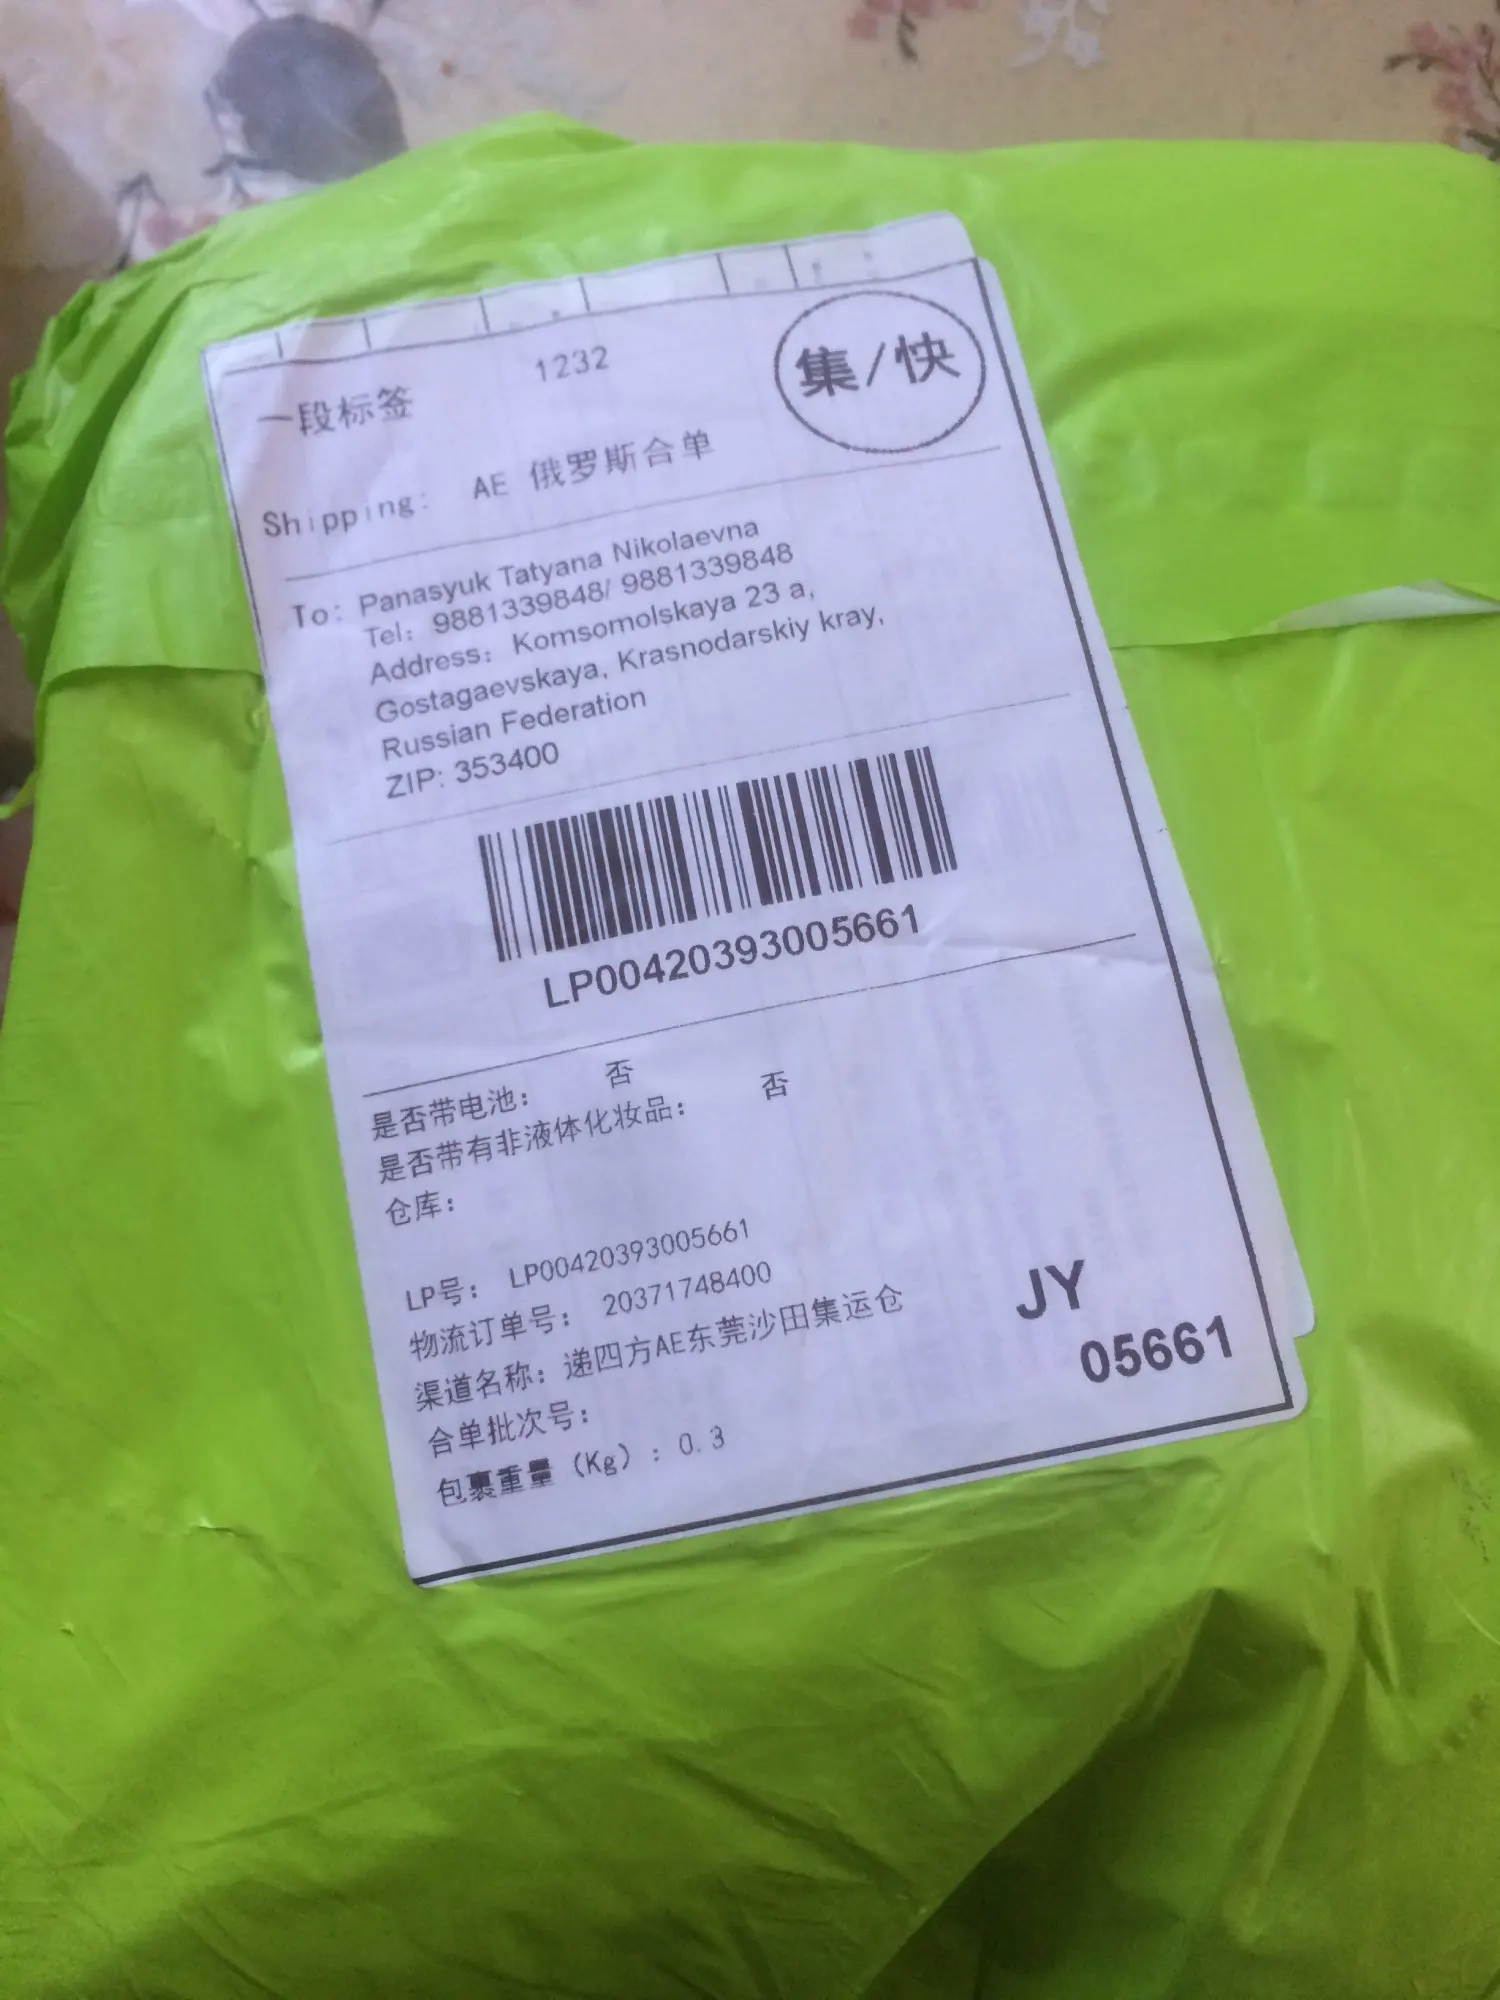 1232
集/快
一段标签
Shipping: AE 俄罗斯合单
To: Panasyuk Tatyana Nikolaevna
Tel: 9881339848/ 9881339848
Address: Komsomolskaya 23 a,
Gostagaevskaya, Krasnodarskiy kray,
Russian Federation
ZIP: 353400
LP00420393005661
是否带电池: 否
是否带有非液体化妆品: 否
仓库:
LP号: LP00420393005661
物流订单号: 20371748400
渠道名称: 递四方AE东莞沙田集运仓
合单批次号:
包裹重量 (Kg) : 0.3
JY
05661